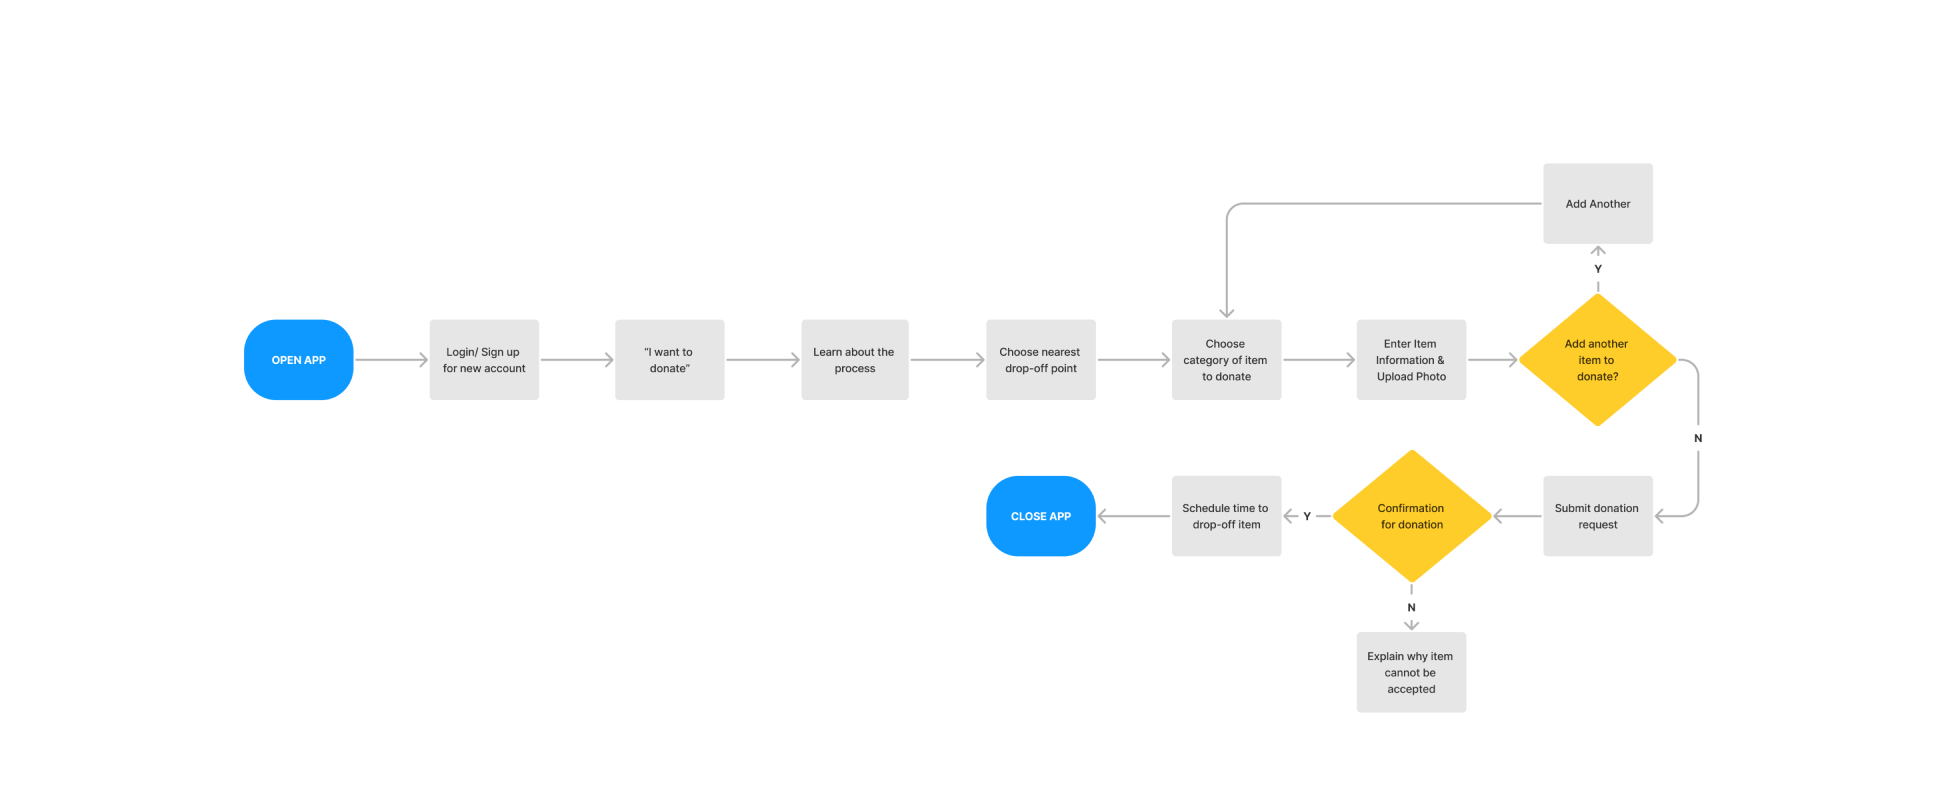 Add Another
Y
OPEN APP
Login/ Sign up
for new account
"I want to
donate"
Learn about the
process
Choose nearest
drop-off point
Choose
category of item
to donate
Enter Item
Information &
Upload Photo
Add another
item to
donate?
N
CLOSE APP
Schedule time to
drop-off item
Y
Confirmation
for donation
Submit donation
request
N
Explain why item
cannot be
accepted